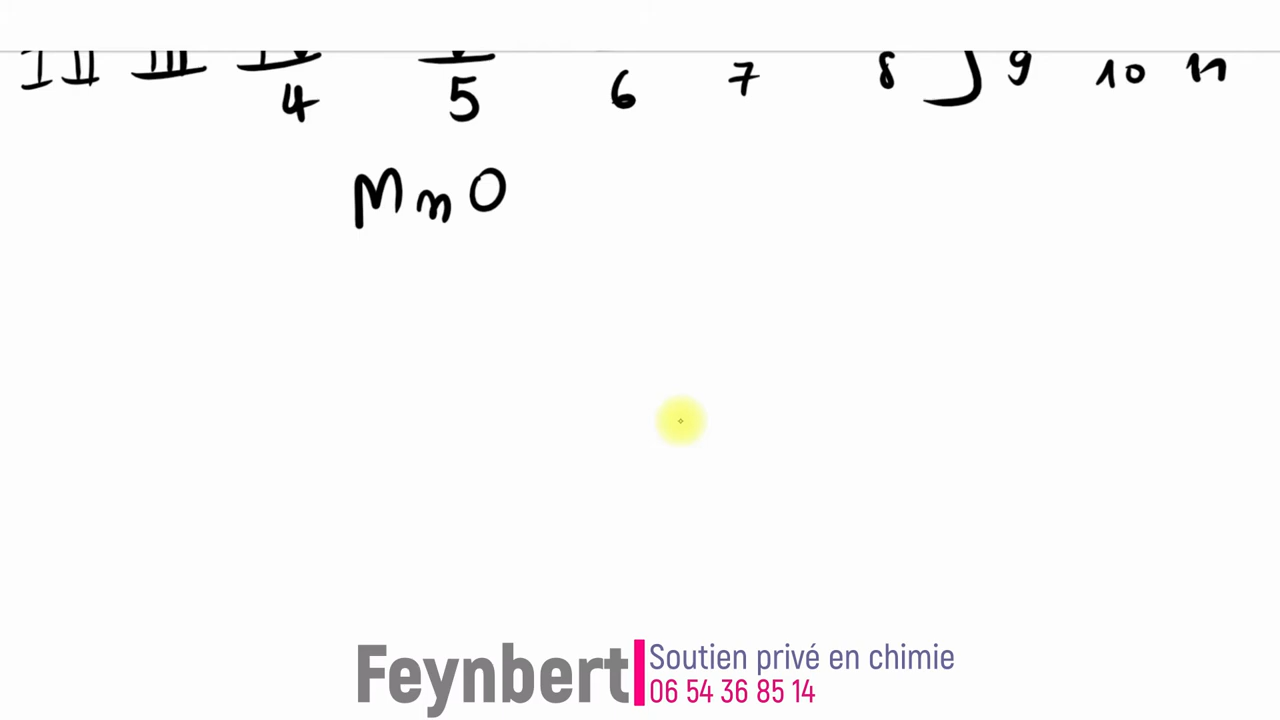 I II III IV V
4 5 6 7 8 9 10 11
MnO
Feynbert
Soutien privé en chimie
06 54 36 85 14